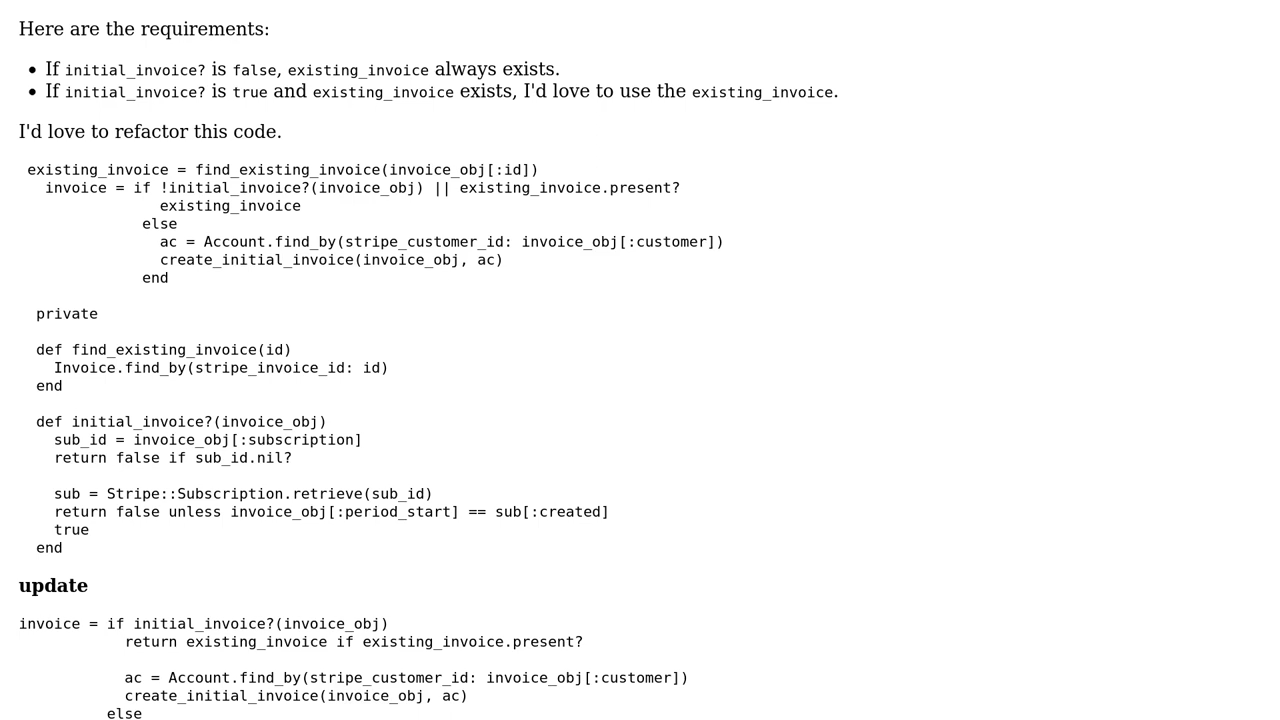 Here are the requirements:
• If initial_invoice? is false, existing_invoice always exists.
• If initial_invoice? is true and existing_invoice exists, I'd love to use the existing_invoice.
I'd love to refactor this code.
 existing_invoice = find_existing_invoice(invoice_obj[:id])
   invoice = if !initial_invoice?(invoice_obj) || existing_invoice.present?
                existing_invoice
              else
                ac = Account.find_by(stripe_customer_id: invoice_obj[:customer])
                create_initial_invoice(invoice_obj, ac)
              end

  private

  def find_existing_invoice(id)
    Invoice.find_by(stripe_invoice_id: id)
  end

  def initial_invoice?(invoice_obj)
    sub_id = invoice_obj[:subscription]
    return false if sub_id.nil?

    sub = Stripe::Subscription.retrieve(sub_id)
    return false unless invoice_obj[:period_start] == sub[:created]
    true
  end
update
invoice = if initial_invoice?(invoice_obj)
            return existing_invoice if existing_invoice.present?

            ac = Account.find_by(stripe_customer_id: invoice_obj[:customer])
            create_initial_invoice(invoice_obj, ac)
          else